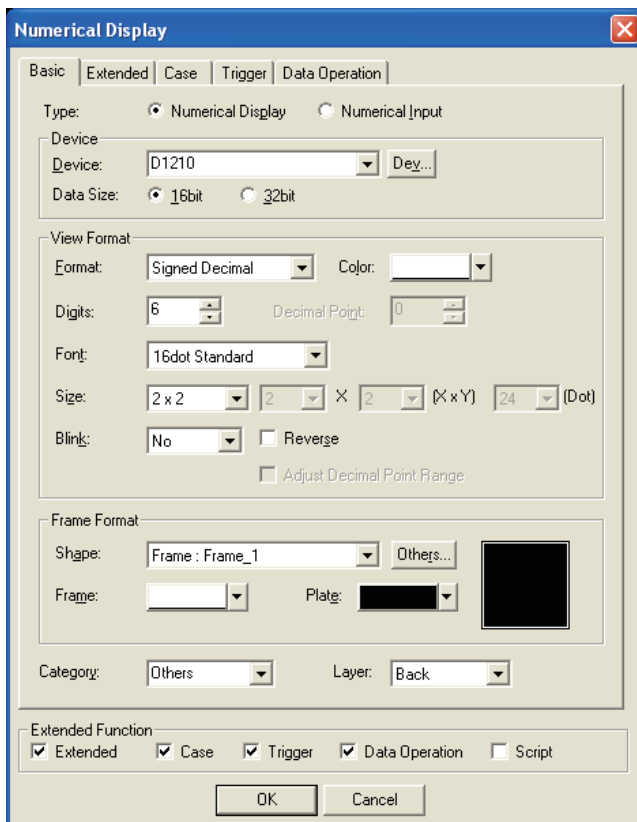 Numerical Display
Basic Extended Case Trigger Data Operation
Type: Numerical Display Numerical Input
Device
Device: D1210 Dev...
Data Size: 16bit 32bit
View Format
Format: Signed Decimal Color:
Digits: 6 Decimal Point: 0
Font: 16dot Standard
Size: 2 x 2 2 X 2 (X x Y) 24 (Dot)
Blink: No Reverse
Adjust Decimal Point Range
Frame Format
Shape: Frame : Frame_1 Others...
Frame: Plate:
Category: Others Layer: Back
Extended Function
Extended Case Trigger Data Operation Script
OK Cancel